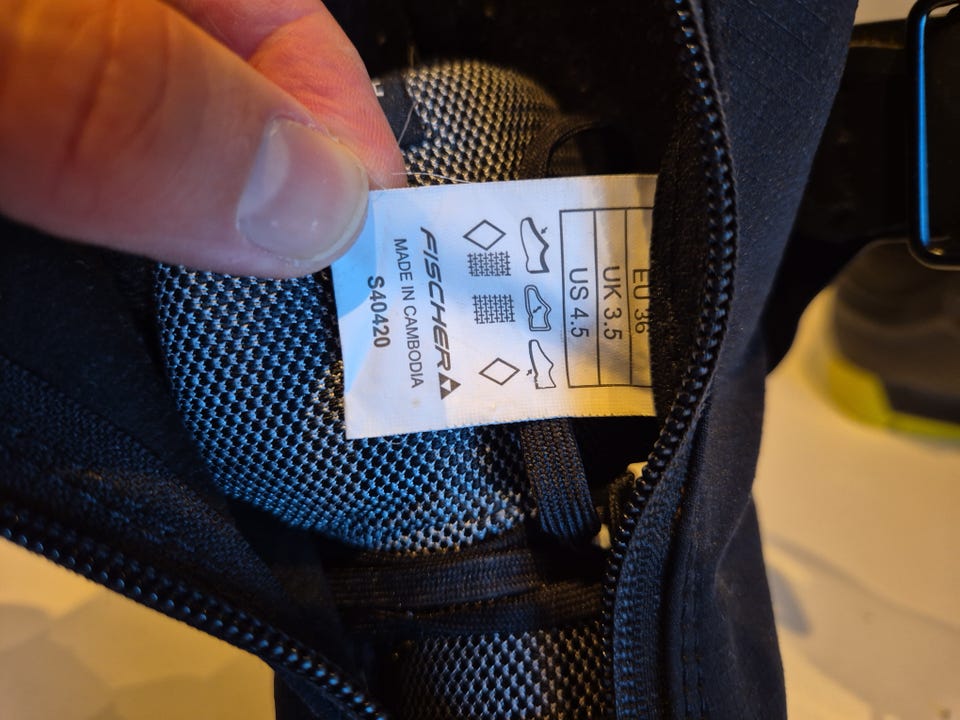 EU 36
UK 3.5
US 4.5
FISCHER
MADE IN CAMBODIA
S40420